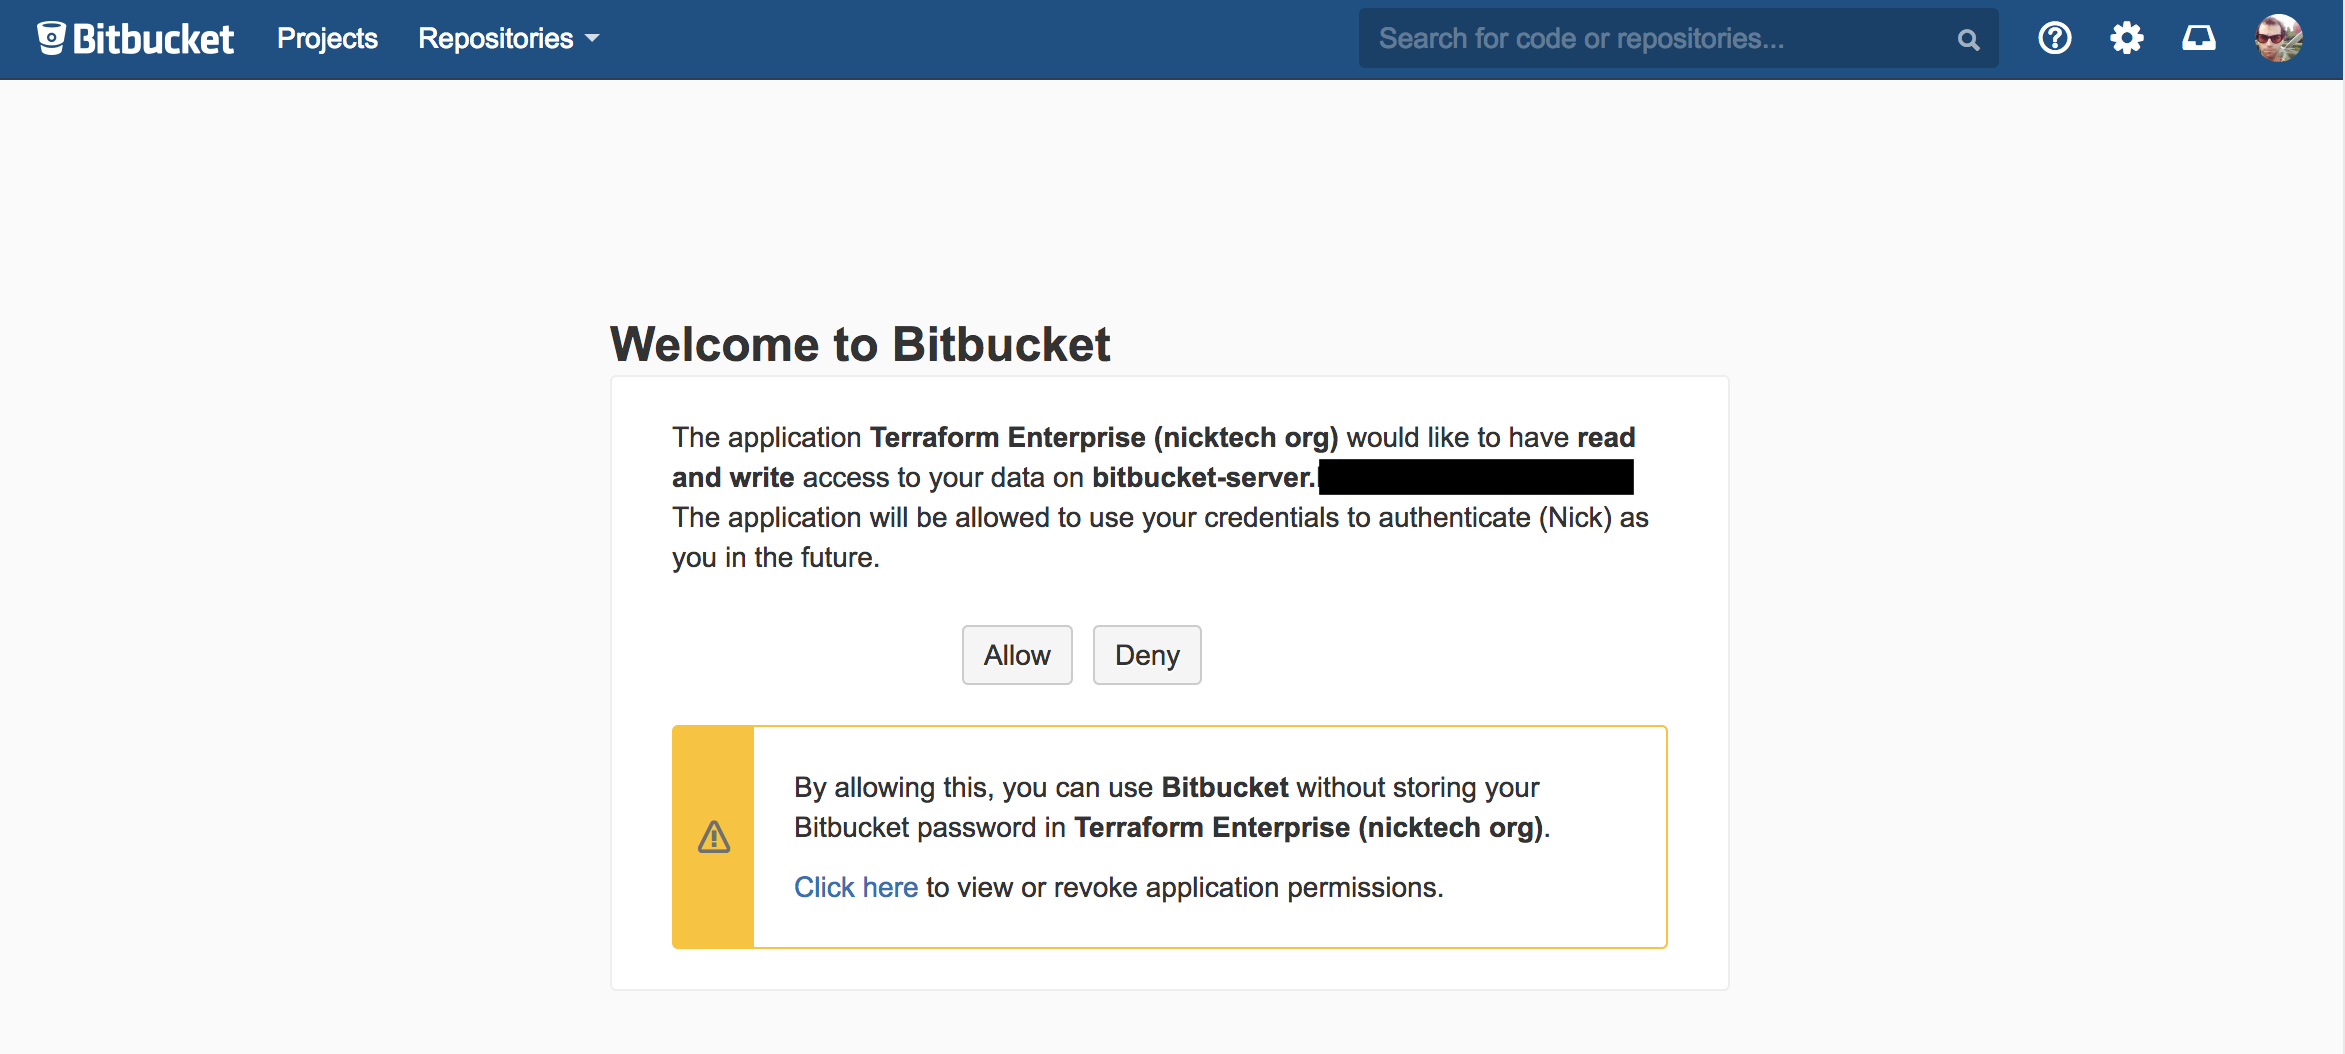 Bitbucket Projects Repositories Search for code or repositories...
Welcome to Bitbucket
The application Terraform Enterprise (nicktech org) would like to have read
and write access to your data on bitbucket-server.
The application will be allowed to use your credentials to authenticate (Nick) as
you in the future.
Allow Deny
By allowing this, you can use Bitbucket without storing your
Bitbucket password in Terraform Enterprise (nicktech org).
Click here to view or revoke application permissions.